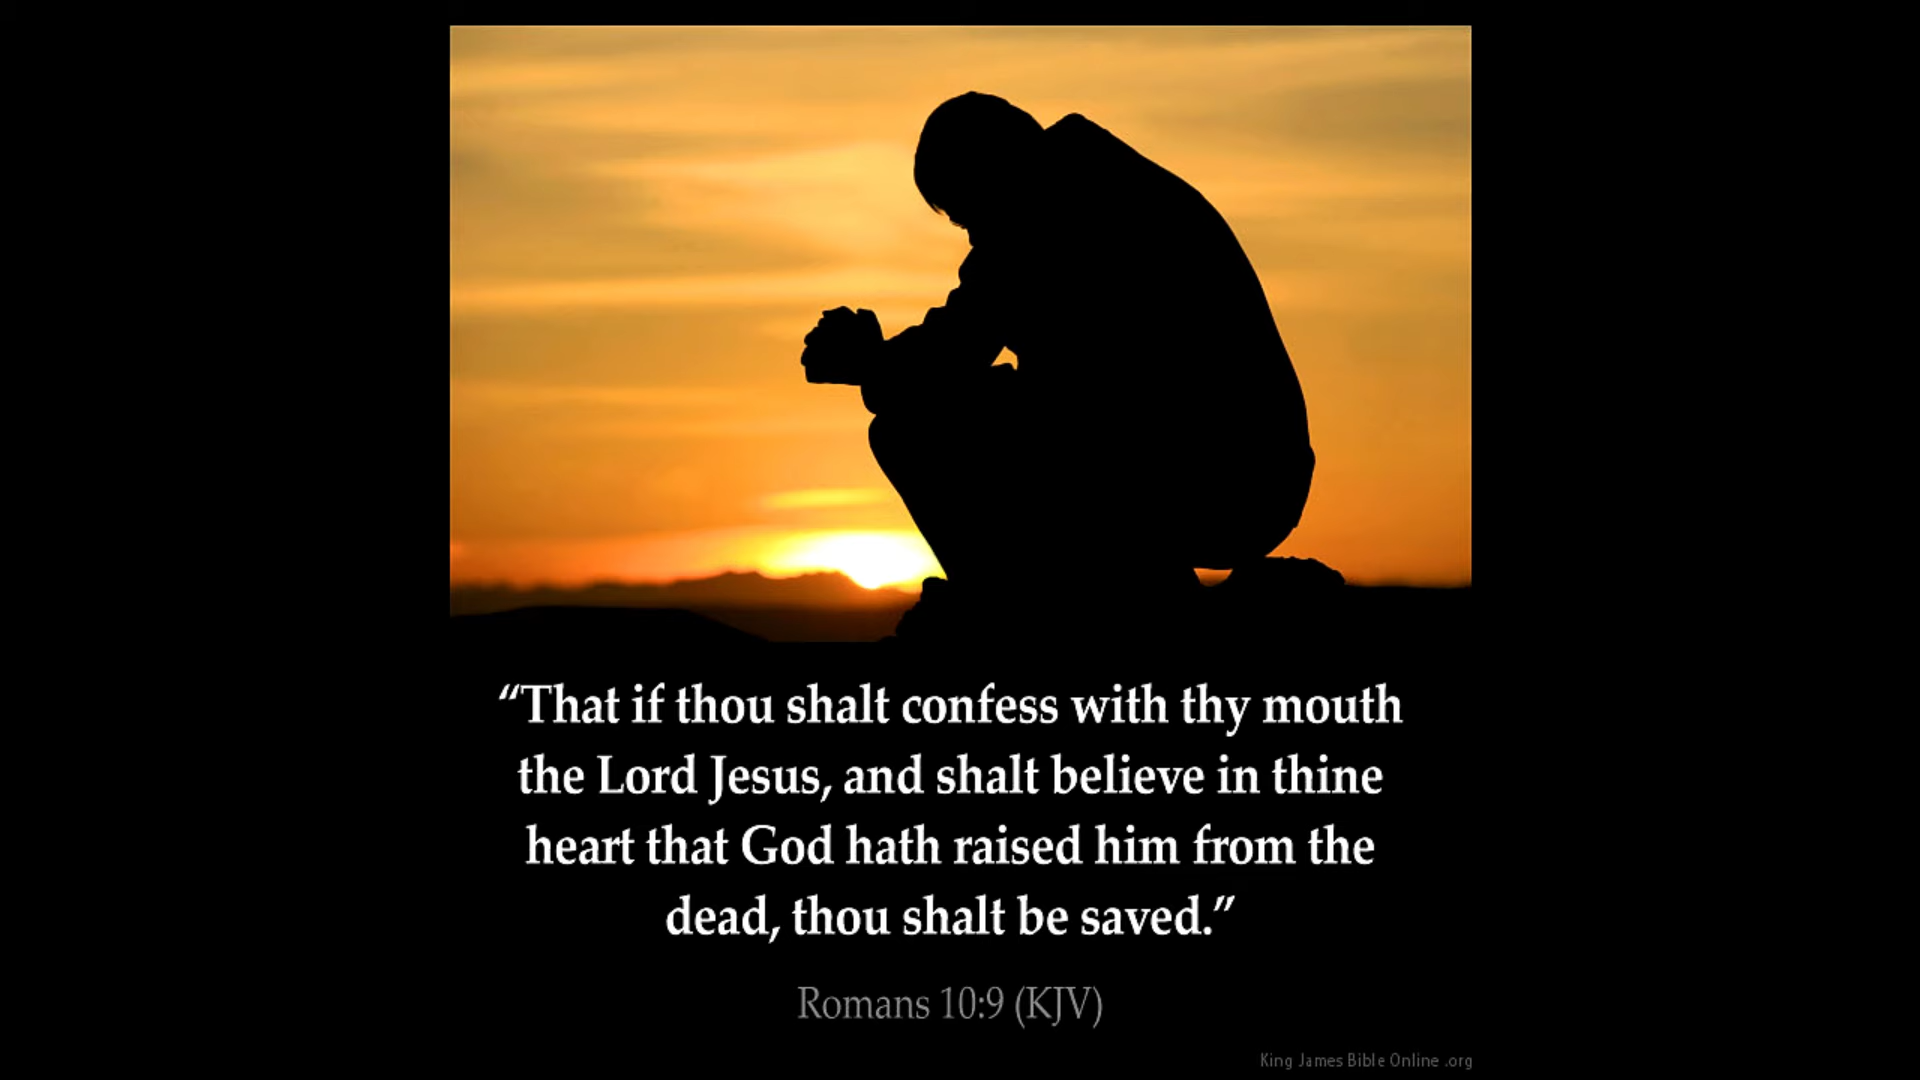 “That if thou shalt confess with thy mouth
the Lord Jesus, and shalt believe in thine
heart that God hath raised him from the
dead, thou shalt be saved.”
Romans 10:9 (KJV)
King James Bible Online .org